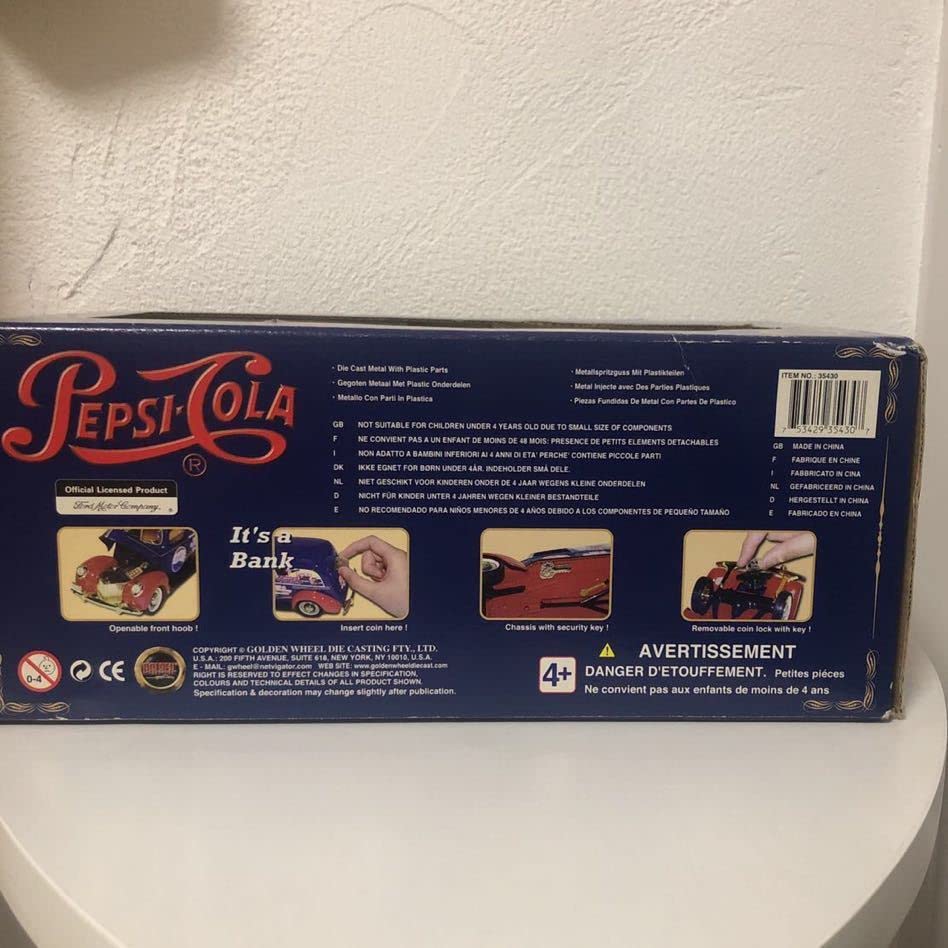 PEPSI-COLA
®
Official Licensed Product
Ford Motor Company ®
· Die Cast Metal With Plastic Parts
· Gegoten Metaal Met Plastic Onderdelen
· Metallo Con Parti In Plastica
· Metallspritzguss Mit Plastikteilen
· Metal Injecte avec Des Parties Plastiques
· Piezas Fundidas De Metal Con Partes De Plastico
ITEM NO.: 35430
7 53429 35430 7
GB NOT SUITABLE FOR CHILDREN UNDER 4 YEARS OLD DUE TO SMALL SIZE OF COMPONENTS
F NE CONVIENT PAS A UN ENFANT DE MOINS DE 48 MOIS: PRESENCE DE PETITS ELEMENTS DETACHABLES
I NON ADATTO A BAMBINI INFERIORI AI 4 ANNI DI ETA' PERCHE' CONTIENE PICCOLE PARTI
DK IKKE EGNET FOR BØRN UNDER 4ÅR. INDEHOLDER SMÅ DELE.
NL NIET GESCHIKT VOOR KINDEREN ONDER DE 4 JAAR WEGENS KLEINE ONDERDELEN
D NICHT FÜR KINDER UNTER 4 JAHREN WEGEN KLEINER BESTANDTEILE
E NO RECOMENDADO PARA NIÑOS MENORES DE 4 AÑOS DEBIDO A LOS COMPONENTES DE PEQUEÑO TAMAÑO
GB MADE IN CHINA
F FABRIQUE EN CHINE
I FABBRICATO IN CINA
NL GEFABRICEERD IN CHINA
D HERGESTELLT IN CHINA
E FABRICADO EN CHINA
It's a
Bank
Openable front hoob !
Insert coin here !
Chassis with security key !
Removable coin lock with key !
0-4
CE
COPYRIGHT © GOLDEN WHEEL DIE CASTING FTY., LTD.
U.S.A.: 200 FIFTH AVENUE, SUITE 618, NEW YORK, NY 10010, U.S.A.
E - MAIL: gwheel@netvigator.com WEB SITE: www.goldenwheeldiecast.com
RIGHT IS RESERVED TO EFFECT CHANGES IN SPECIFICATION,
COLOURS AND TECHNICAL DETAILS OF ALL PRODUCT SHOWN.
Specification & decoration may change slightly after publication.
4+
AVERTISSEMENT
DANGER D'ETOUFFEMENT. Petites piéces
Ne convient pas aux enfants de moins de 4 ans